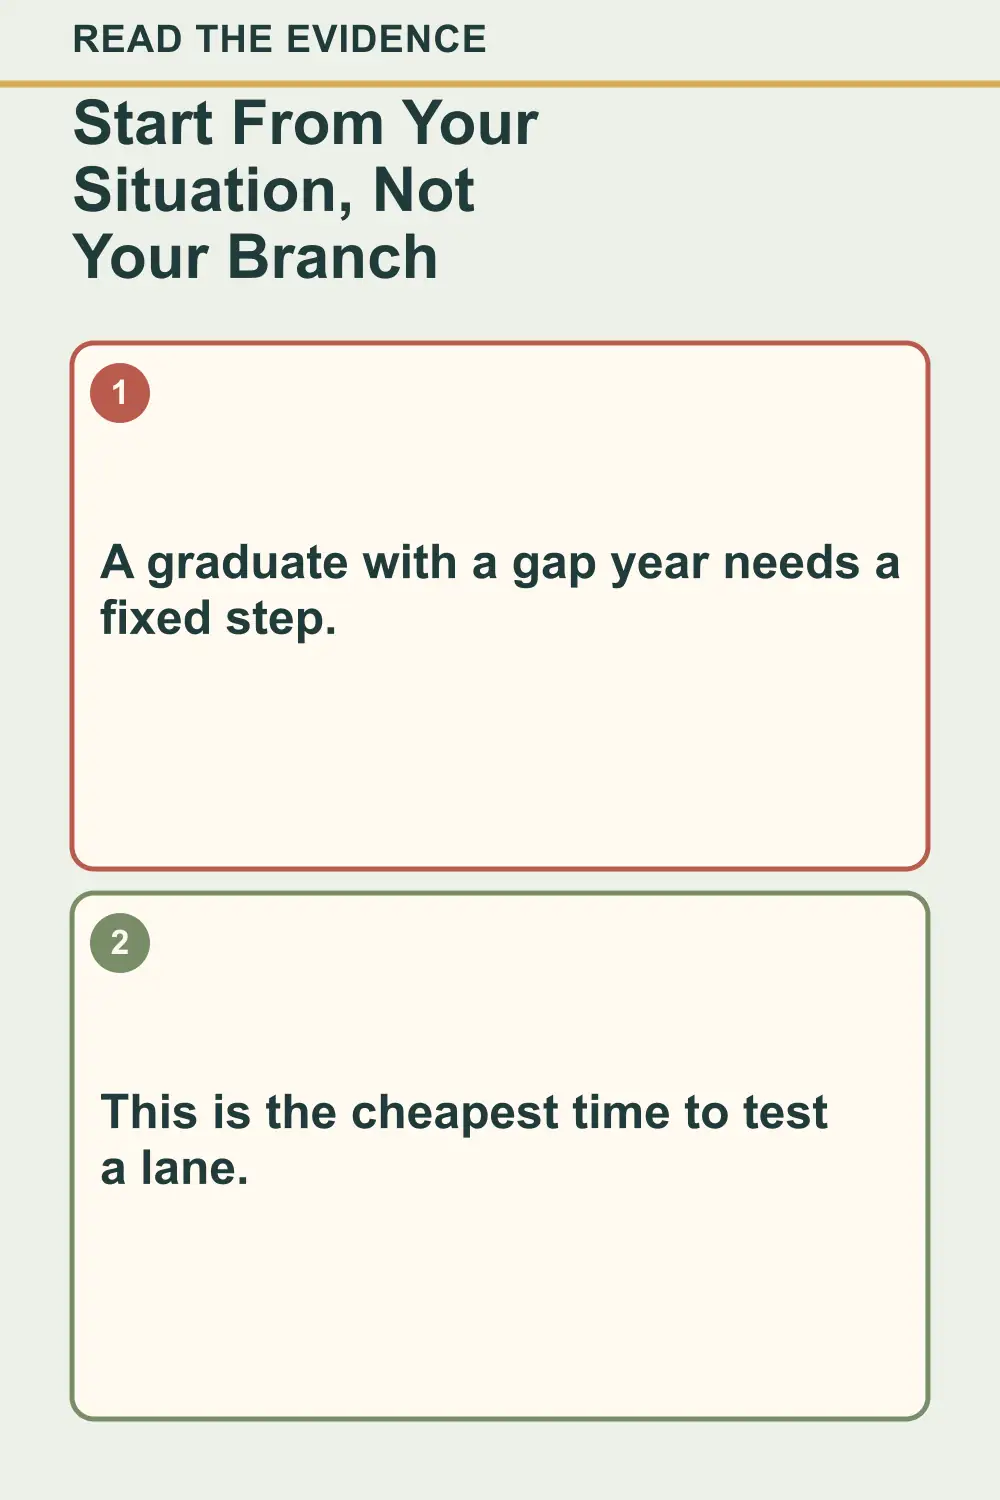 READ THE EVIDENCE
Start From Your
Situation, Not
Your Branch
1
A graduate with a gap year needs a
fixed step.
2
This is the cheapest time to test
a lane.